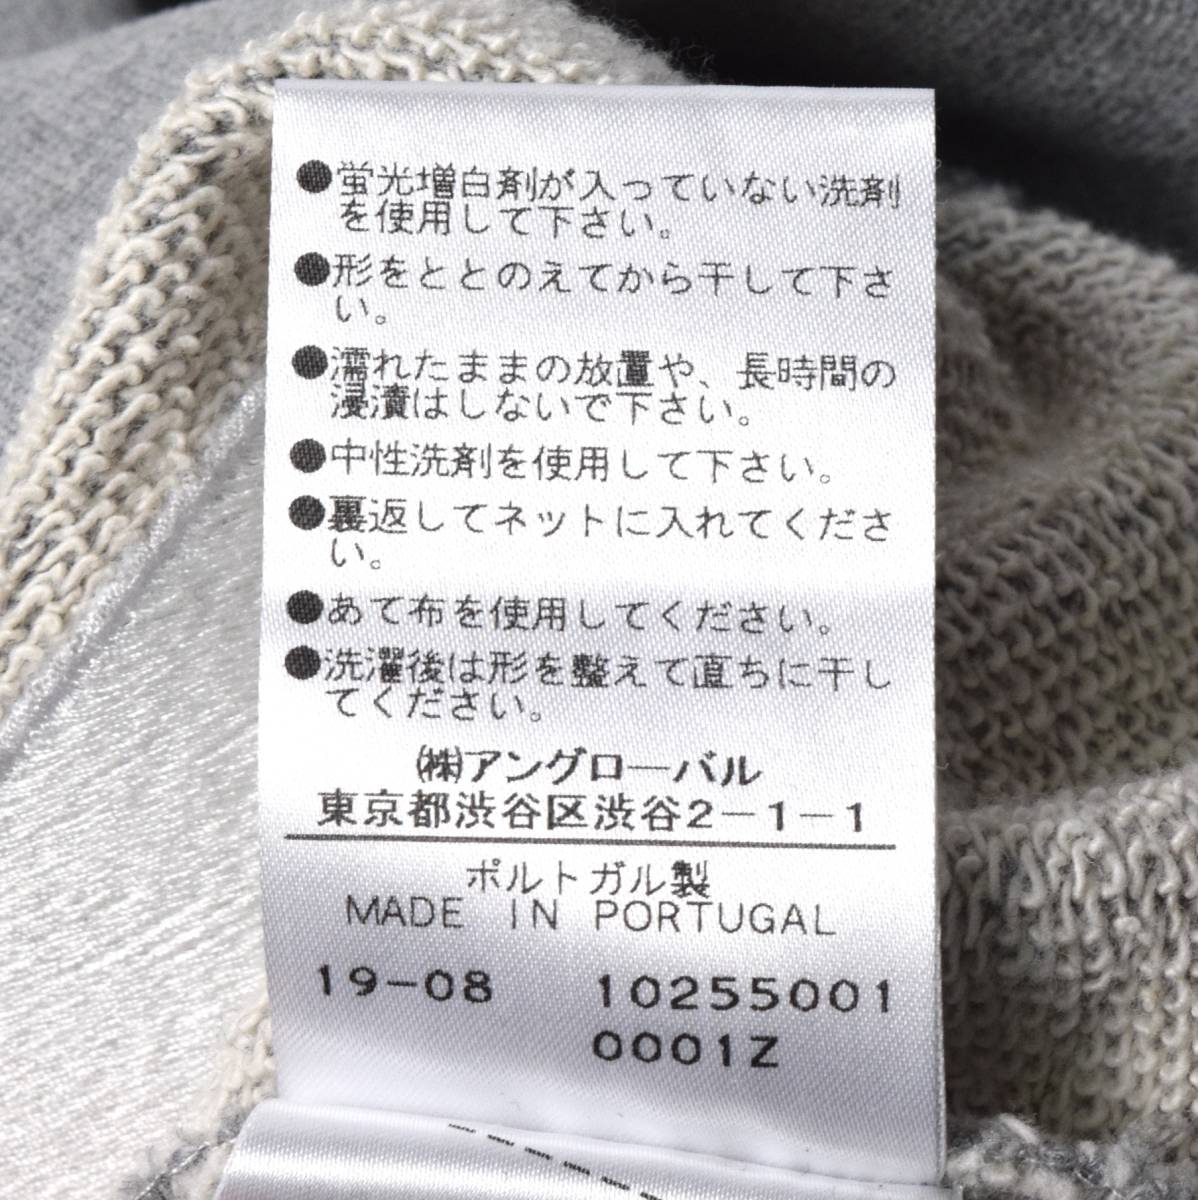 ●蛍光増白剤が入っていない洗剤
を使用して下さい。
●形をととのえてから干して下さ
い。
●濡れたままの放置や、長時間の
浸漬はしないで下さい。
●中性洗剤を使用して下さい。
●裏返してネットに入れてくださ
い。
●あて布を使用してください。
●洗濯後は形を整えて直ちに干し
てください。
㈱アングローバル
東京都渋谷区渋谷2-1-1
ポルトガル製
MADE IN PORTUGAL
19-08 10255001
0001Z